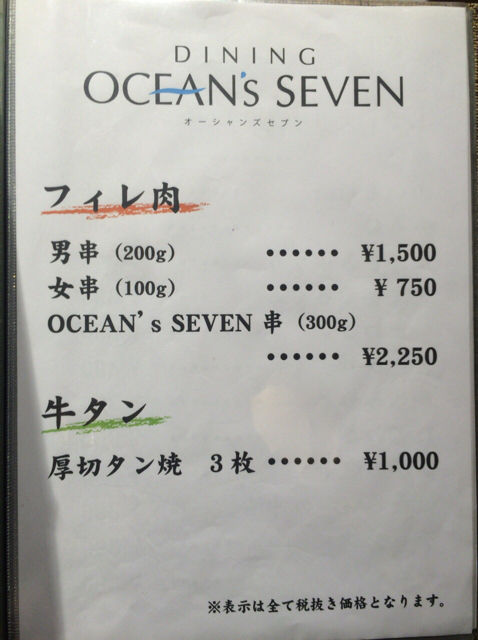 DINING
OCEAN's SEVEN
オーシャンズセブン
フィレ肉
男串 (200g) •••••• ¥1,500
女串 (100g) •••••• ¥ 750
OCEAN's SEVEN 串 (300g)
•••••• ¥2,250
牛タン
厚切タン焼 3枚 •••••• ¥1,000
※表示は全て税抜き価格となります。